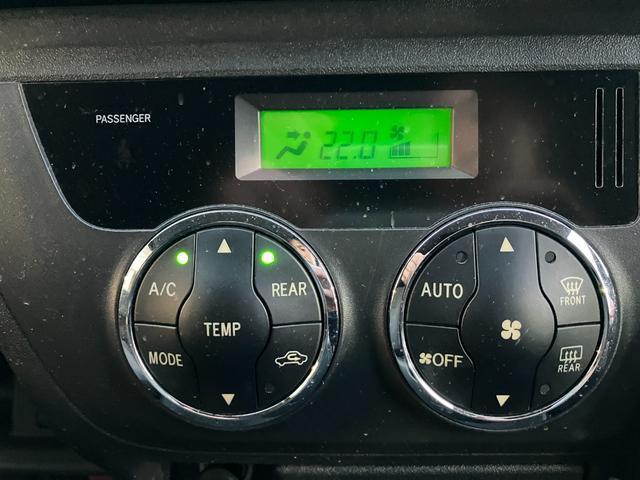 PASSENGER
22.0
A/C
TEMP
REAR
MODE
AUTO
OFF
FRONT
REAR